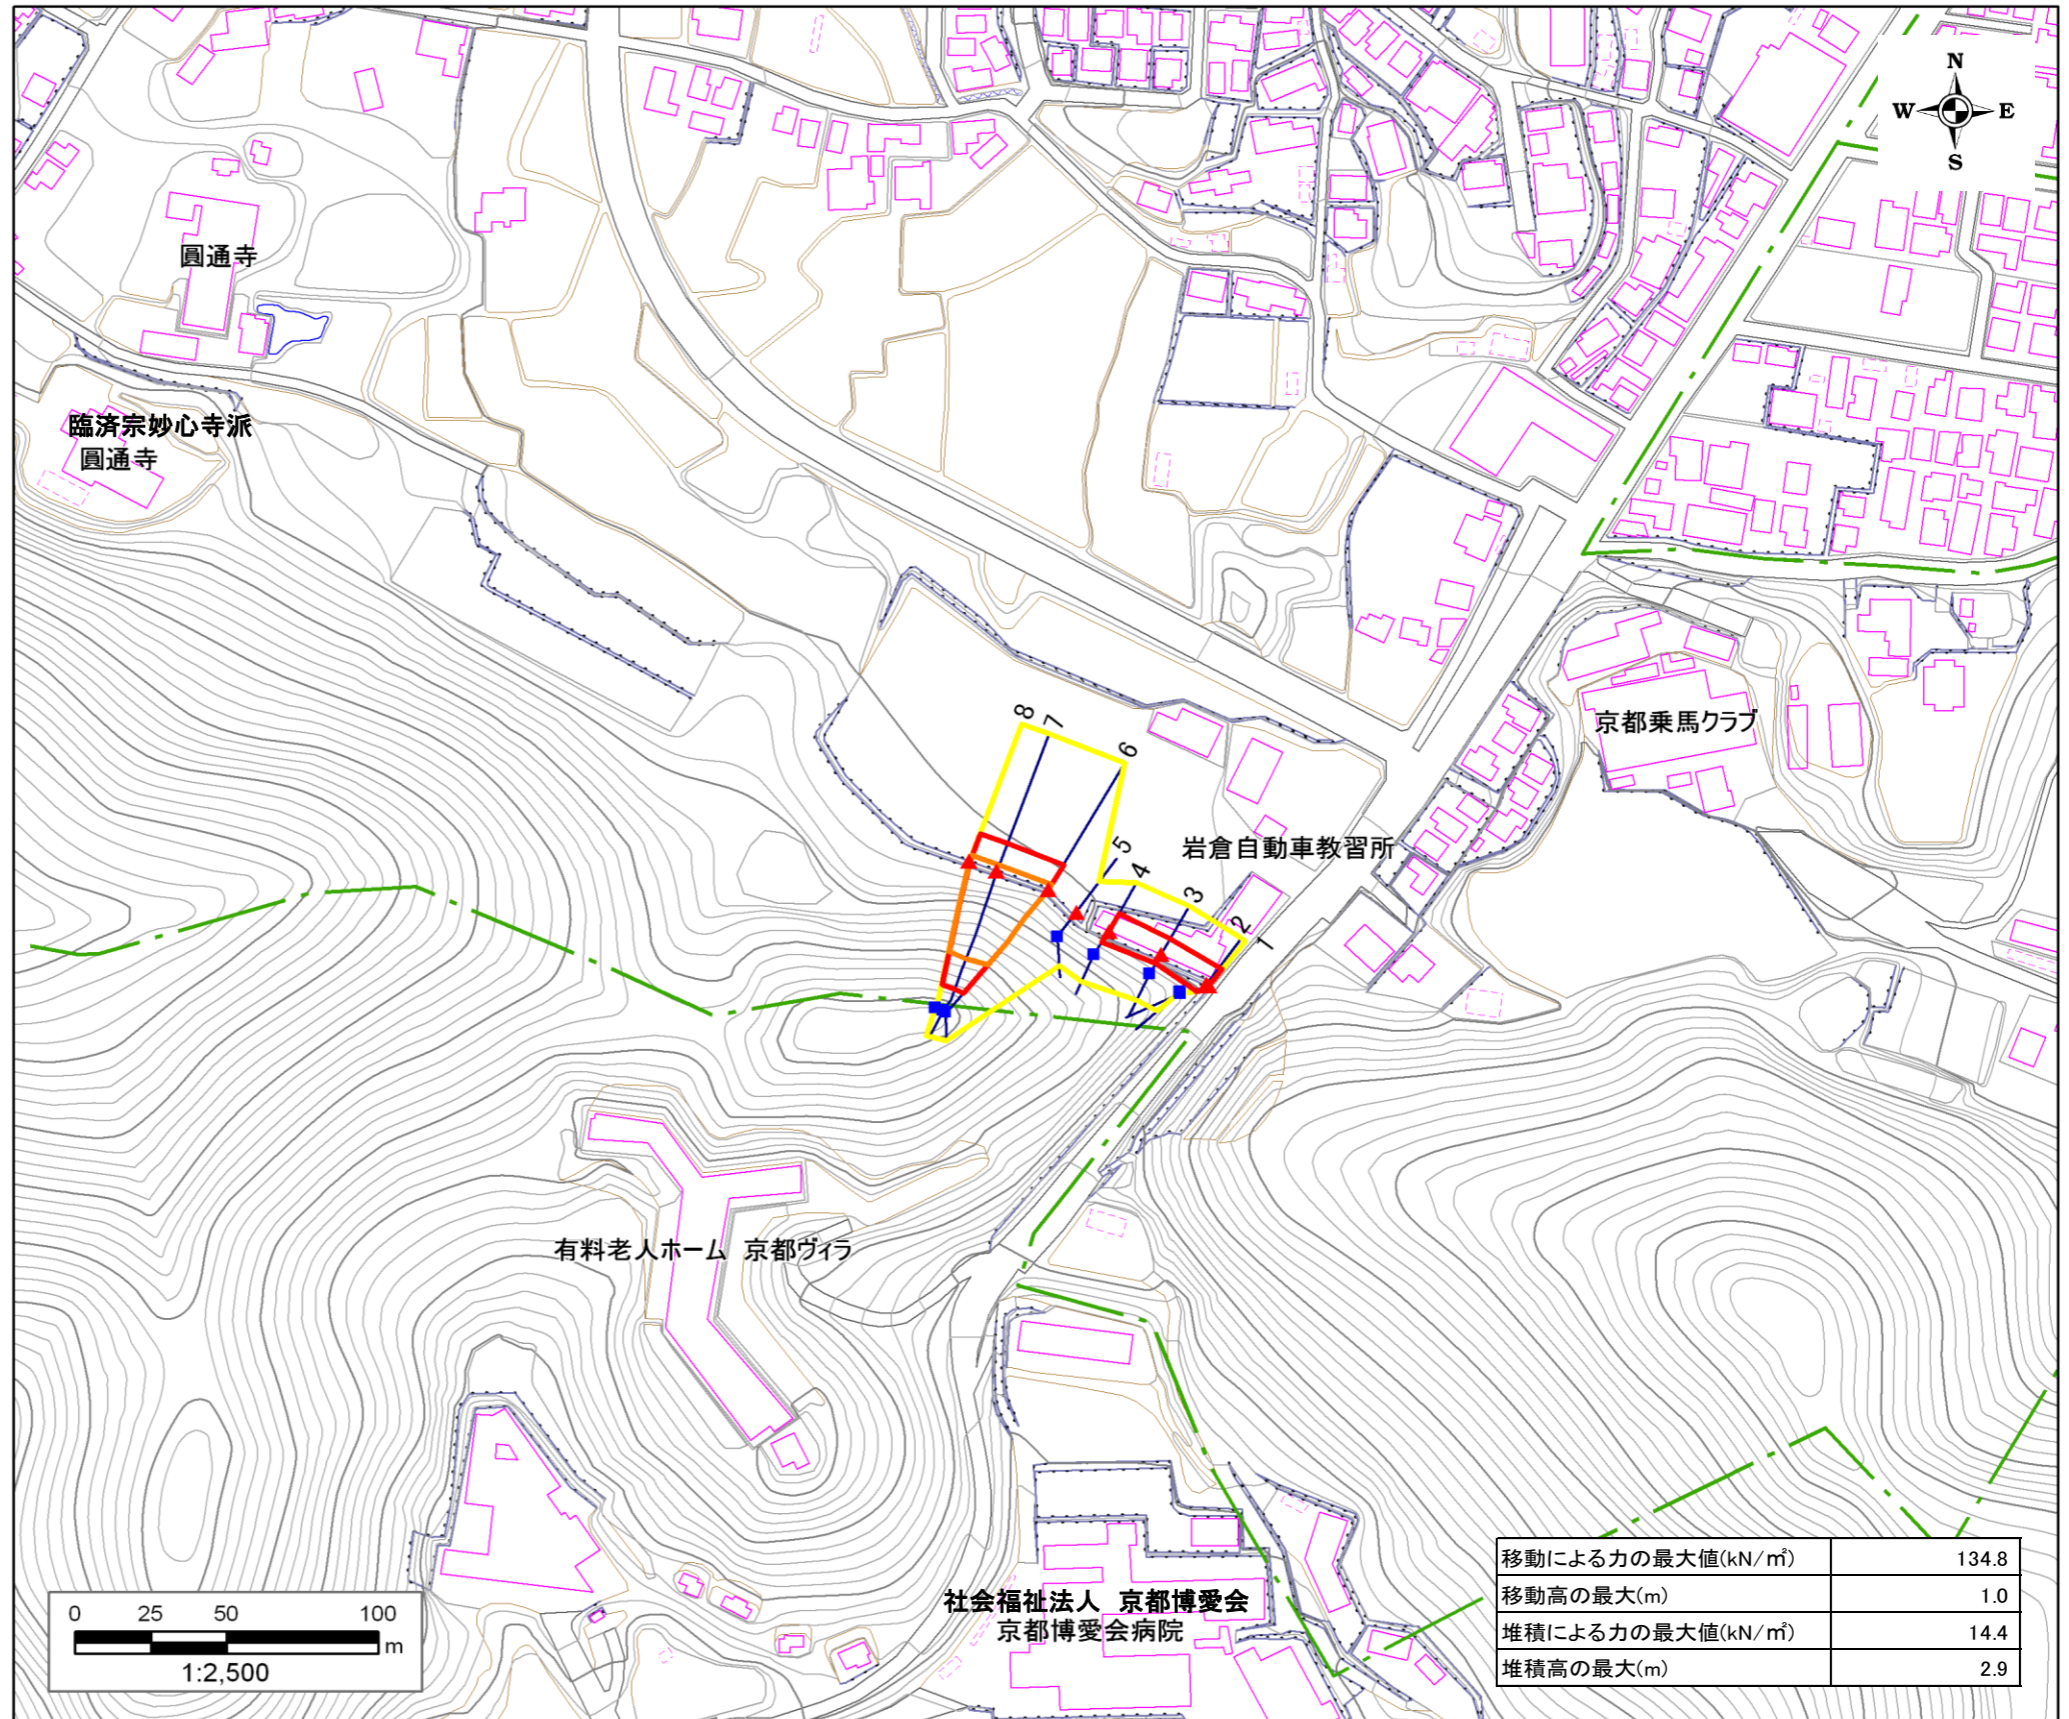 N
W E
S
圓通寺
臨済宗妙心寺派
圓通寺
京都乗馬クラブ
8
7
6
5
4
3
2
1
岩倉自動車教習所
有料老人ホーム 京都ヴィラ
社会福祉法人 京都博愛会
京都博愛会病院
0 25 50 100
m
1:2,500
移動による力の最大値(kN/㎡) 134.8
移動高の最大(m) 1.0
堆積による力の最大値(kN/㎡) 14.4
堆積高の最大(m) 2.9